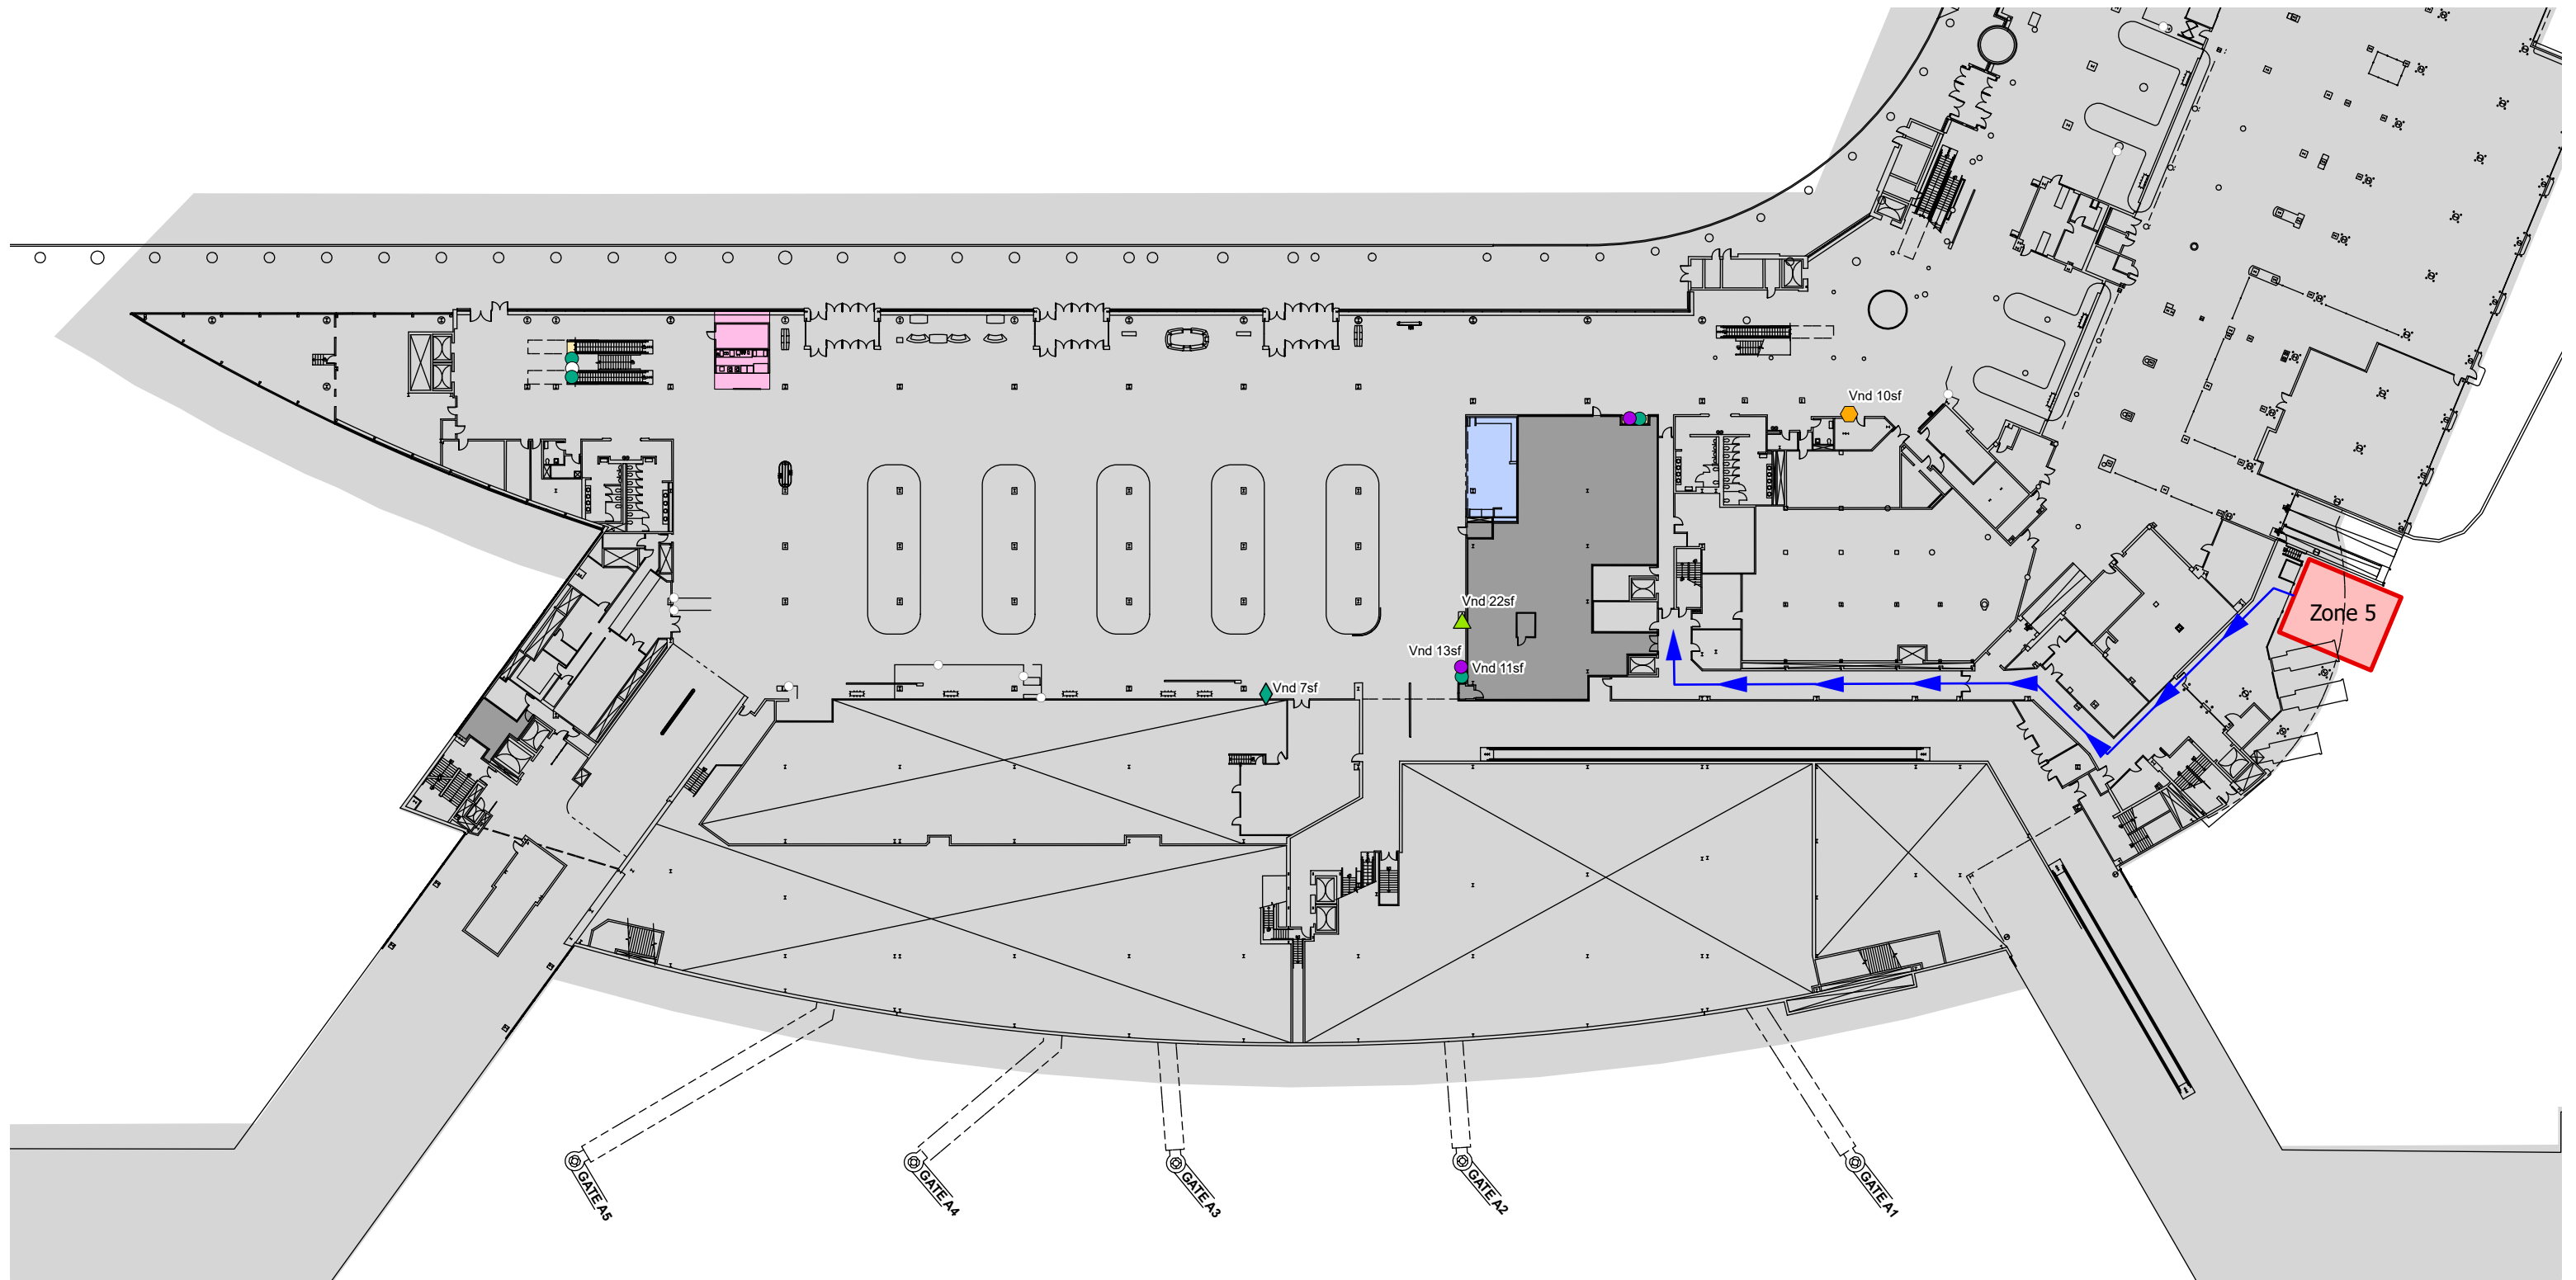 Vnd 10sf
Vnd 22sf
Zone 5
Vnd 13sf
Vnd 11sf
Vnd 7sf
GATE A5
GATE A4
GATE A3
GATE A2
GATE A1